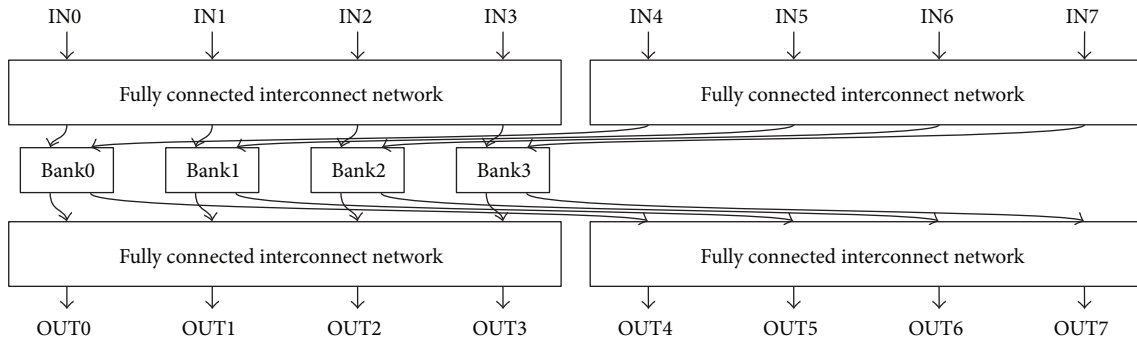 IN0 IN1 IN2 IN3 IN4 IN5 IN6 IN7
Fully connected interconnect network Fully connected interconnect network
Bank0 Bank1 Bank2 Bank3
Fully connected interconnect network Fully connected interconnect network
OUT0 OUT1 OUT2 OUT3 OUT4 OUT5 OUT6 OUT7